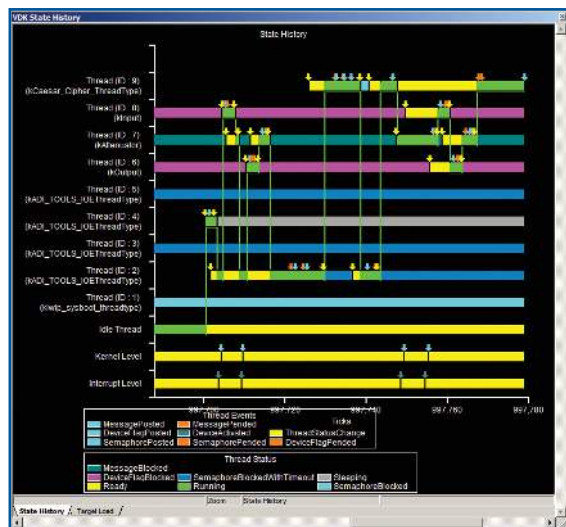 VDK State History
State History
Thread (ID : 9)
(kCaesar_Cipher_ThreadType)
Thread (ID : 8)
(kInput)
Thread (ID : 7)
(kAttenuator)
Thread (ID : 6)
(kOutput)
Thread (ID : 5)
(kADI_TOOLS_IOEThreadType)
Thread (ID : 4)
(kADI_TOOLS_IOEThreadType)
Thread (ID : 3)
(kADI_TOOLS_IOEThreadType)
Thread (ID : 2)
(kADI_TOOLS_IOEThreadType)
Thread (ID : 1)
(klwip_sysboot_threadtype)
Idle Thread
Kernel Level
Interrupt Level
997,700 997,720 997,740 997,760 997,780
Thread Events Ticks
MessagePosted MessagePended
DeviceFlagPosted DeviceActivated ThreadStatusChange
SemaphorePosted SemaphorePended DeviceFlagPended
Thread Status
MessageBlocked
DeviceFlagBlocked SemaphoreBlockedWithTimeout Sleeping
Ready Running SemaphoreBlocked
Zoom State History
State History Target Load